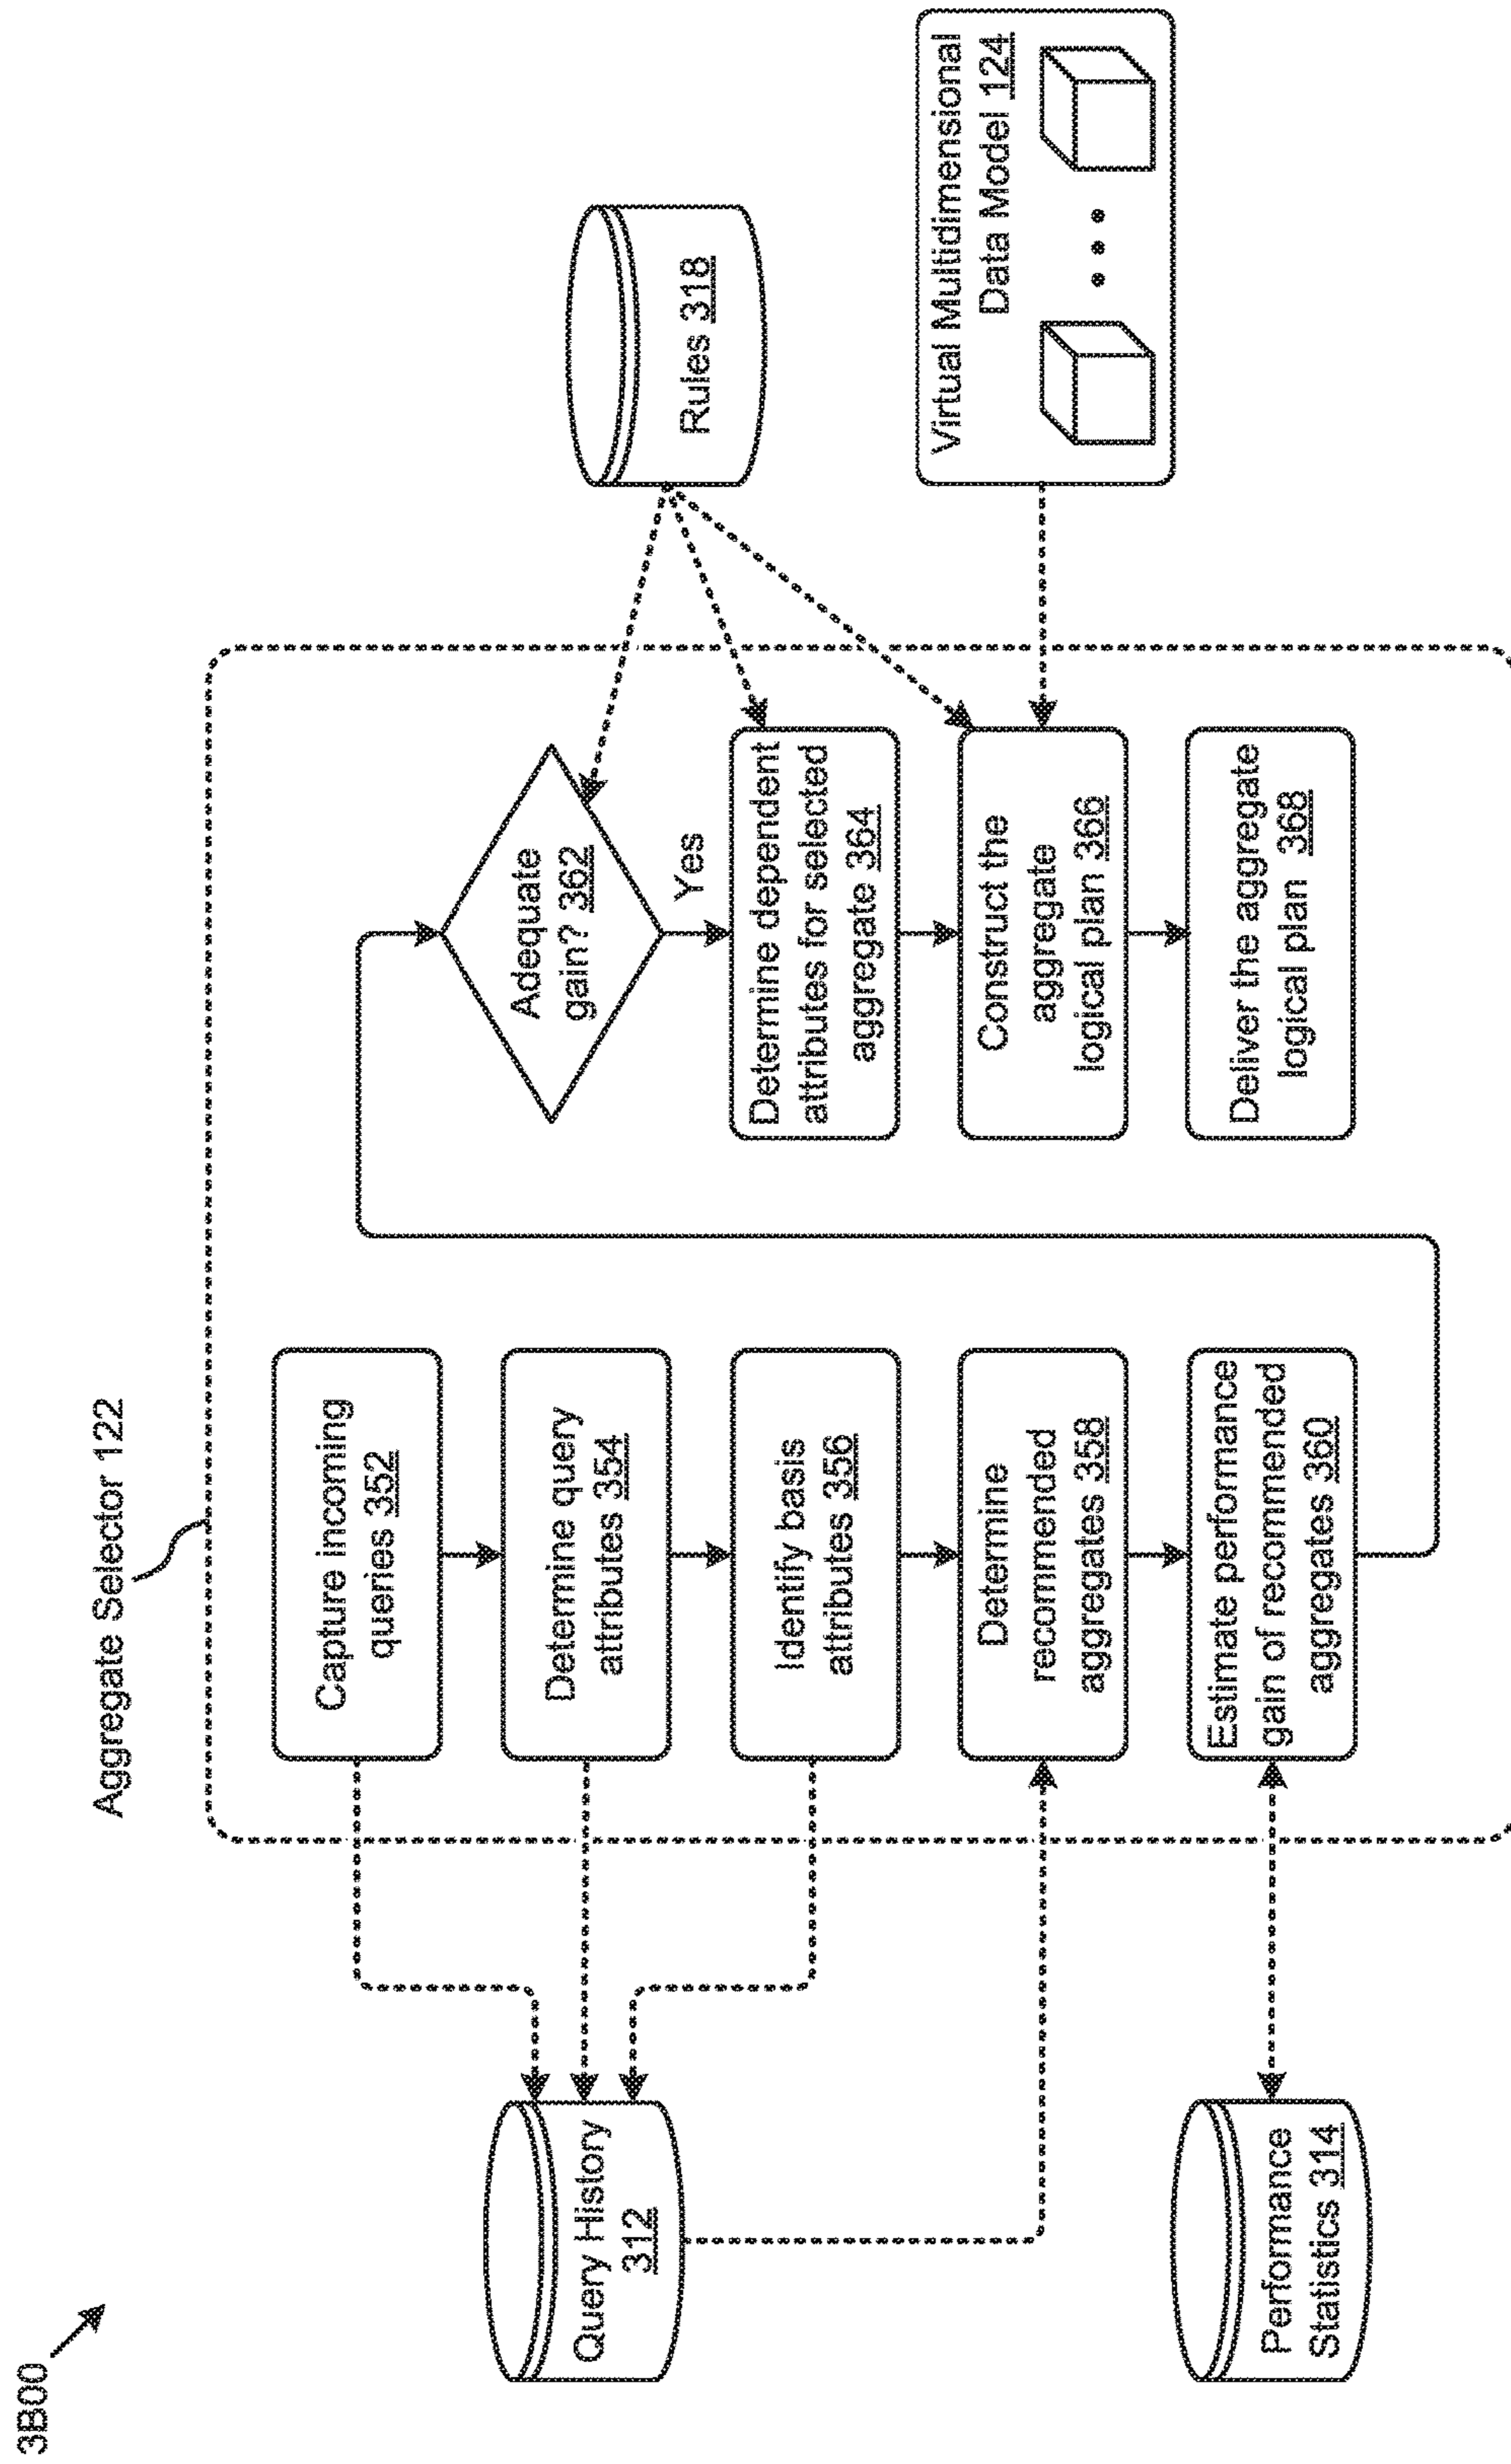 3B00
Aggregate Selector 122
Capture incoming
queries 352
Determine query
attributes 354
Identify basis
attributes 356
Determine
recommended
aggregates 358
Estimate performance
gain of recommended
aggregates 360
Query History
312
Performance
Statistics 314
Adequate
gain? 362
Yes
Determine dependent
attributes for selected
aggregate 364
Construct the
aggregate
logical plan 366
Deliver the aggregate
logical plan 368
Rules 318
Virtual Multidimensional
Data Model 124